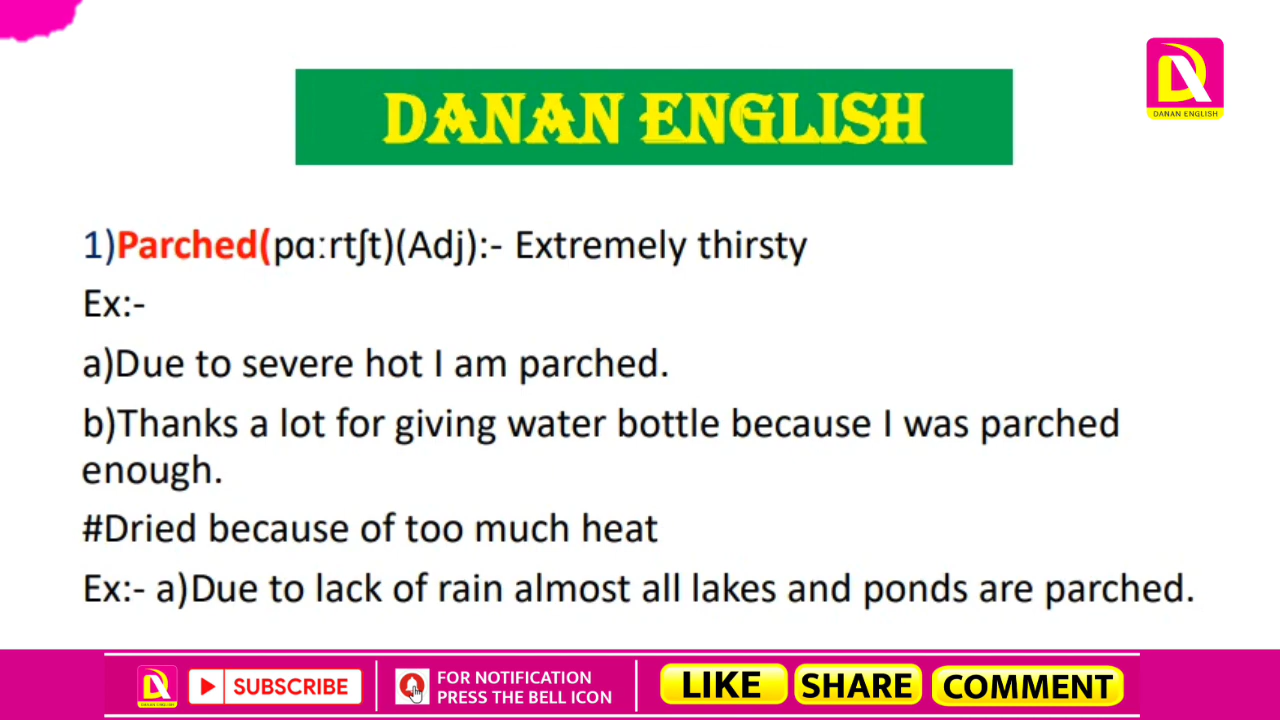 DANAN ENGLISH
DANAN ENGLISH
1)Parched(pɑːrtʃt)(Adj):- Extremely thirsty
Ex:-
a)Due to severe hot I am parched.
b)Thanks a lot for giving water bottle because I was parched
enough.
#Dried because of too much heat
Ex:- a)Due to lack of rain almost all lakes and ponds are parched.
DANAN ENGLISH
SUBSCRIBE
FOR NOTIFICATION
PRESS THE BELL ICON
LIKE
SHARE
COMMENT